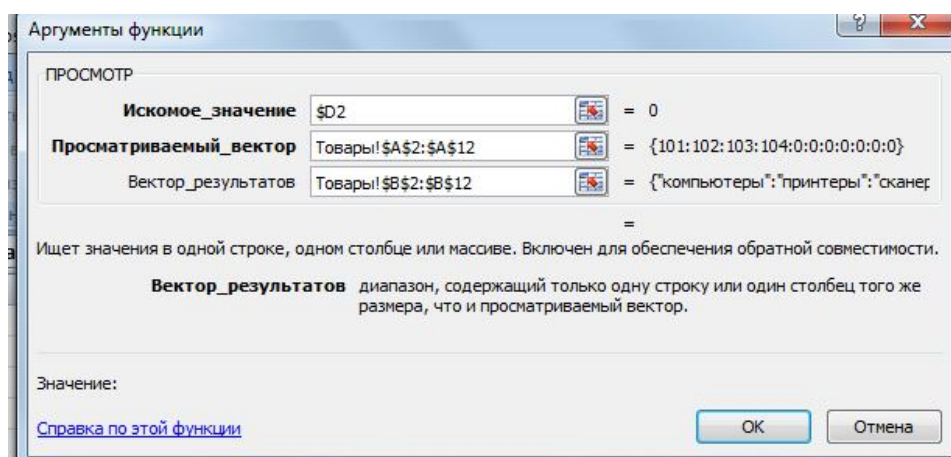 Аргументы функции
ПРОСМОТР
Искомое_значение $D2 = 0
Просматриваемый_вектор Товары!$A$2:$A$12 = {101:102:103:104:0:0:0:0:0:0:0}
Вектор_результатов Товары!$B$2:$B$12 = {"компьютеры":"принтеры":"сканер
=
Ищет значения в одной строке, одном столбце или массиве. Включен для обеспечения обратной совместимости.
Вектор_результатов диапазон, содержащий только одну строку или один столбец того же
размера, что и просматриваемый вектор.
Значение:
Справка по этой функции
ОК Отмена